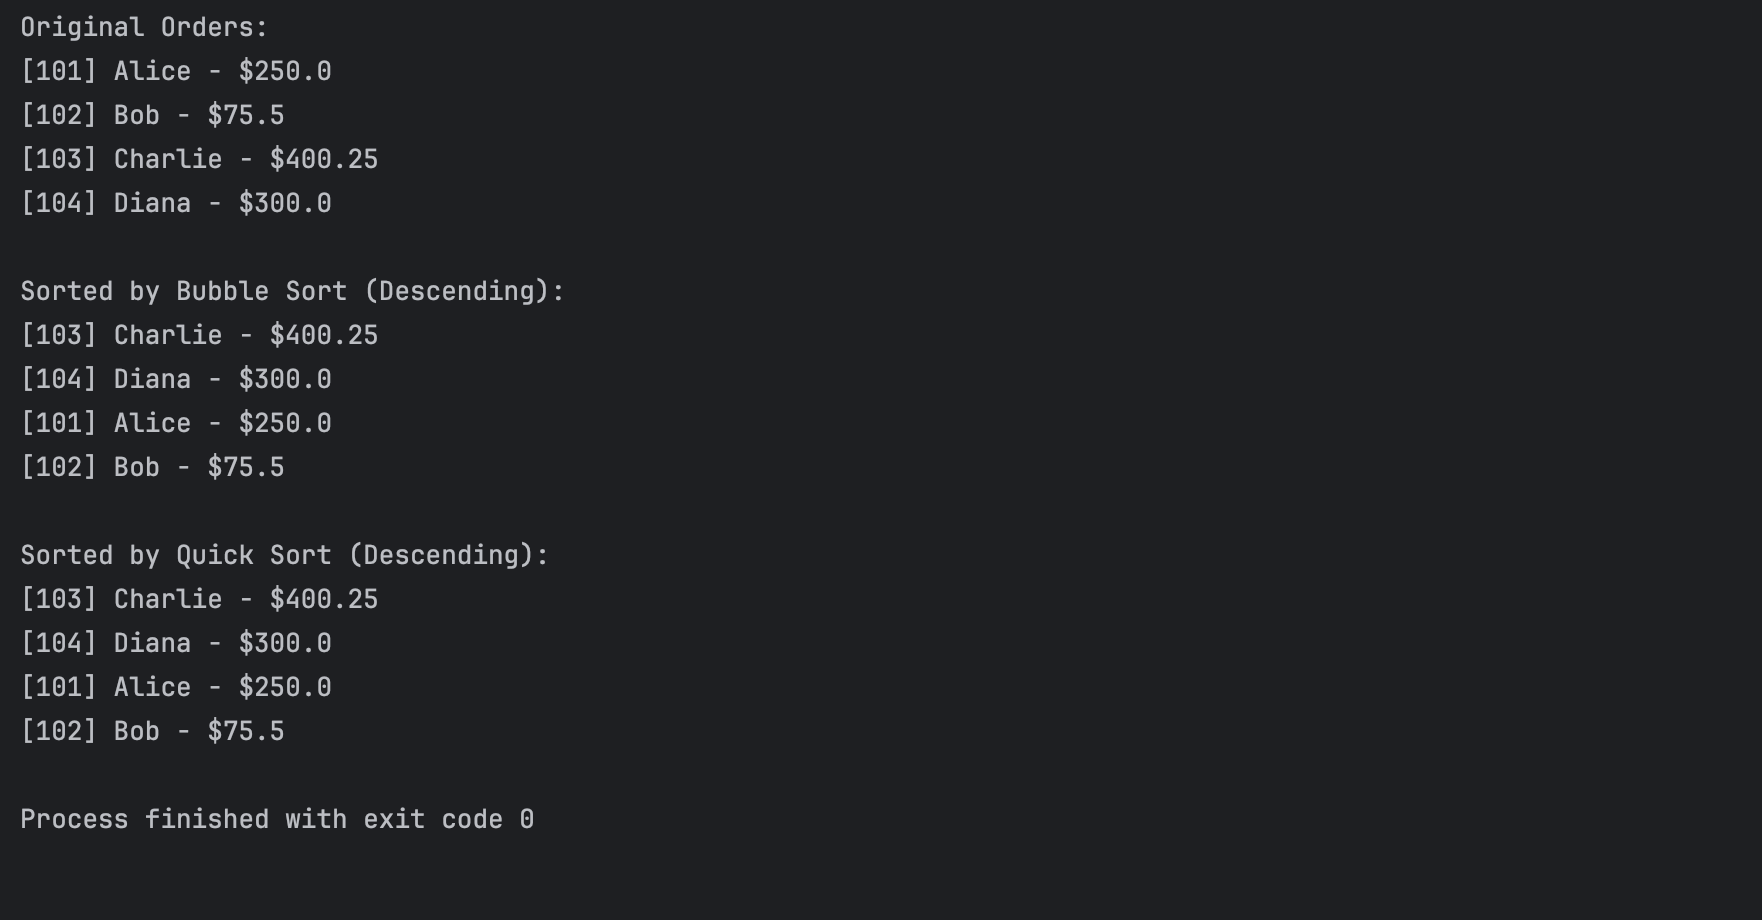 Original Orders:
[101] Alice - $250.0
[102] Bob - $75.5
[103] Charlie - $400.25
[104] Diana - $300.0
Sorted by Bubble Sort (Descending):
[103] Charlie - $400.25
[104] Diana - $300.0
[101] Alice - $250.0
[102] Bob - $75.5
Sorted by Quick Sort (Descending):
[103] Charlie - $400.25
[104] Diana - $300.0
[101] Alice - $250.0
[102] Bob - $75.5
Process finished with exit code 0